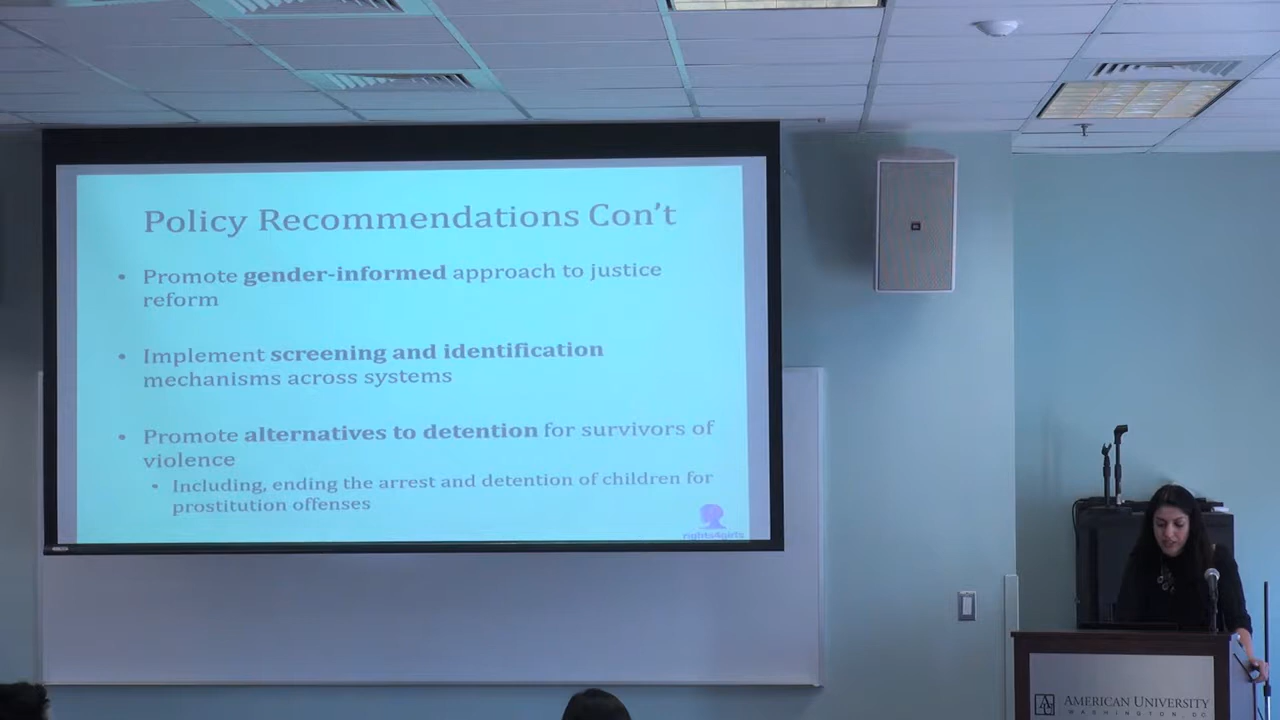 Policy Recommendations Con't
• Promote gender-informed approach to justice
reform
• Implement screening and identification
mechanisms across systems
• Promote alternatives to detention for survivors of
violence
▪ Including, ending the arrest and detention of children for
prostitution offenses
rights4girls
AMERICAN UNIVERSITY
WASHINGTON, DC